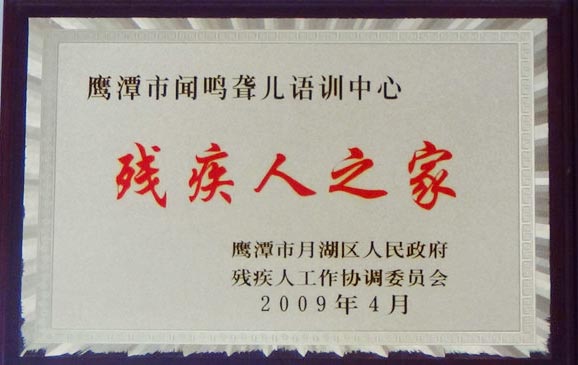 鹰潭市闻鸣聋儿语训中心
残疾人之家
鹰潭市月湖区人民政府
残疾人工作协调委员会
2009年4月